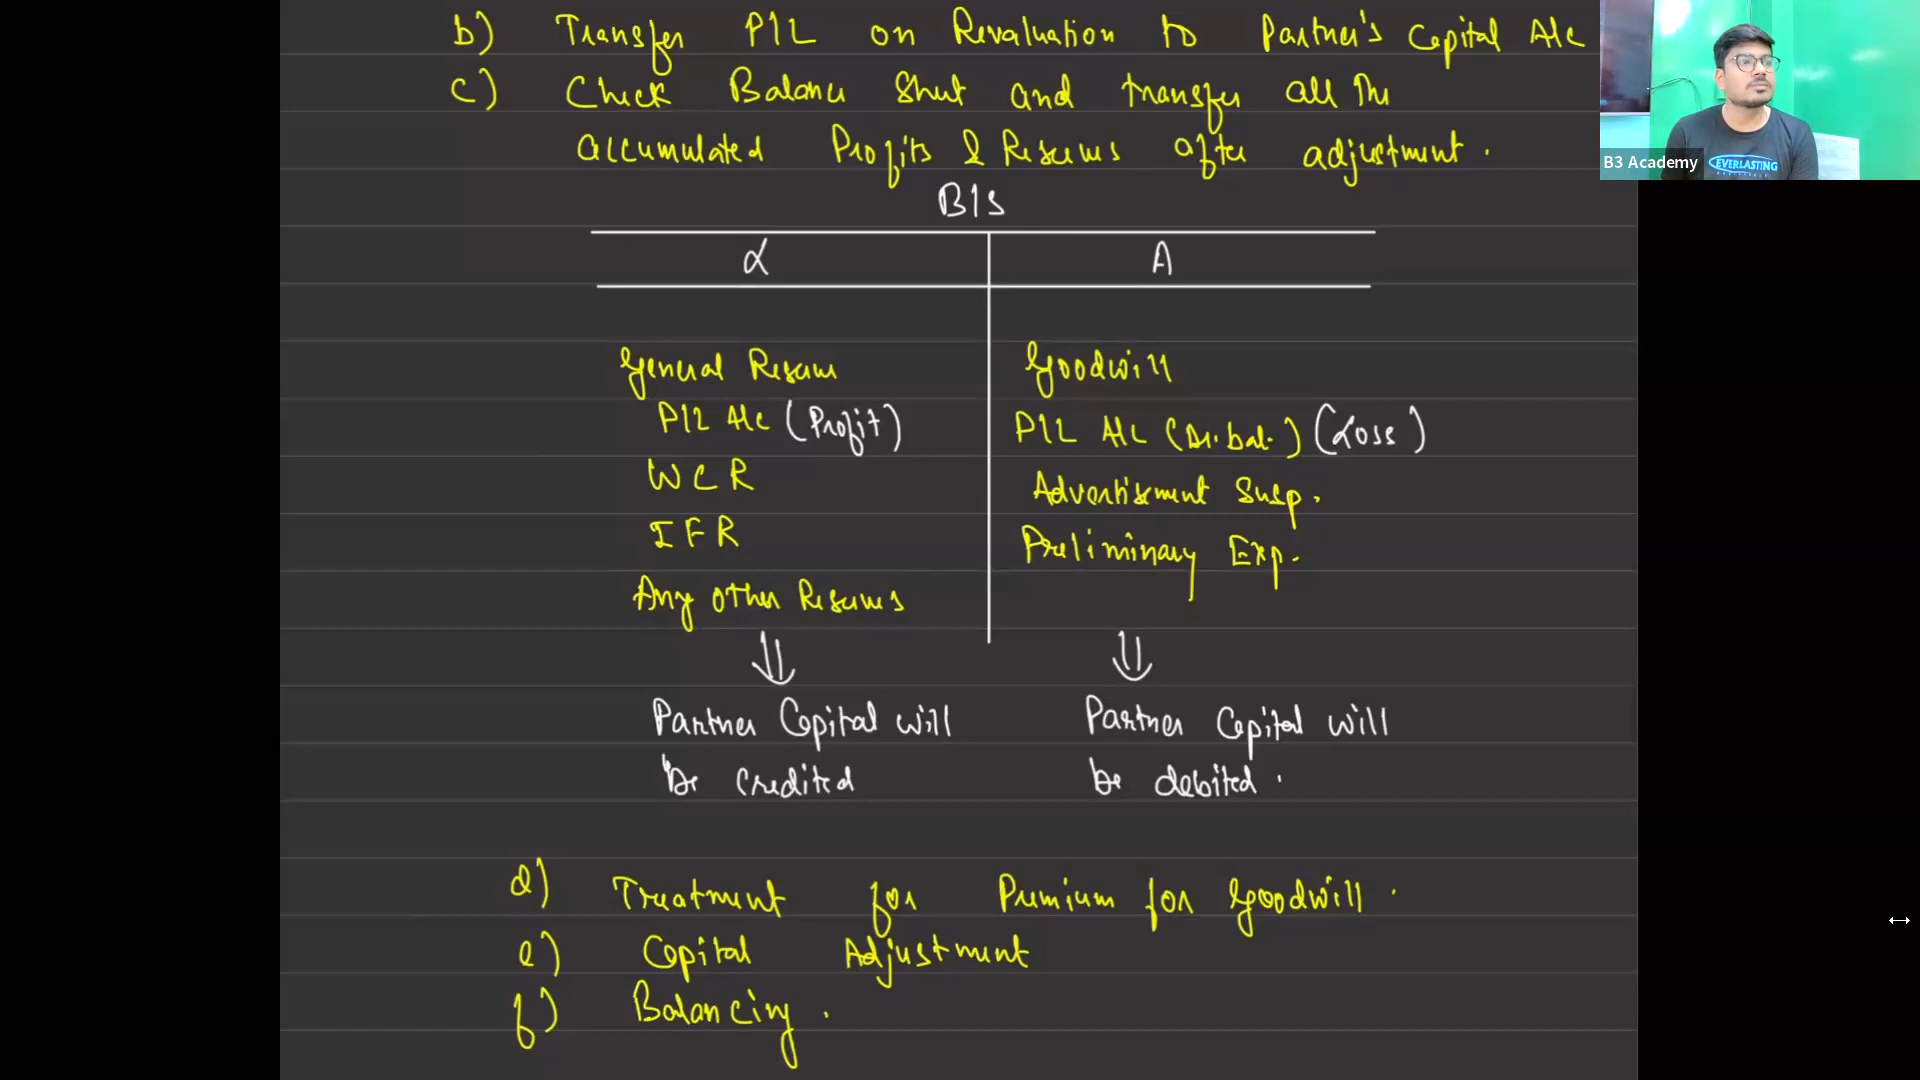 b) Transfer P/L on Revaluation to Partner's Capital A/c
c) Check Balance Sheet and transfer all the
accumulated Profits & Reserves after adjustment.
B/S
L A
General Reserve Goodwill
P/L A/c (Profit) P/L A/c (Dr. bal.) (Loss)
WCR Advertisement Susp.
IFR Preliminary Exp.
Any other Reserves
Partner Capital will Partner Capital will
be credited be debited.
d) Treatment for Premium for Goodwill.
e) Capital Adjustment
f) Balancing.
B3 Academy
EVERLASTING